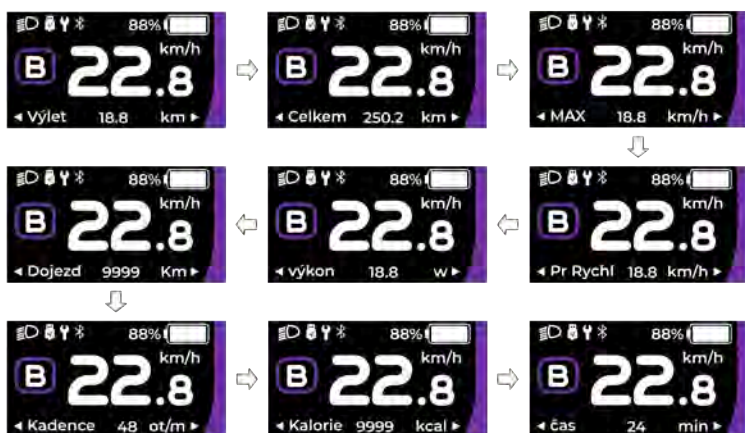 88%
B 22.8 km/h
◂ Výlet 18.8 km ▸
88%
B 22.8 km/h
◂ Celkem 250.2 km ▸
88%
B 22.8 km/h
◂ MAX 18.8 km/h ▸
88%
B 22.8 km/h
◂ Dojezd 9999 Km ▸
88%
B 22.8 km/h
◂ výkon 18.8 w ▸
88%
B 22.8 km/h
◂ Pr Rychl 18.8 km/h ▸
88%
B 22.8 km/h
◂ Kadence 48 ot/m ▸
88%
B 22.8 km/h
◂ Kalorie 9999 kcal ▸
88%
B 22.8 km/h
◂ čas 24 min ▸